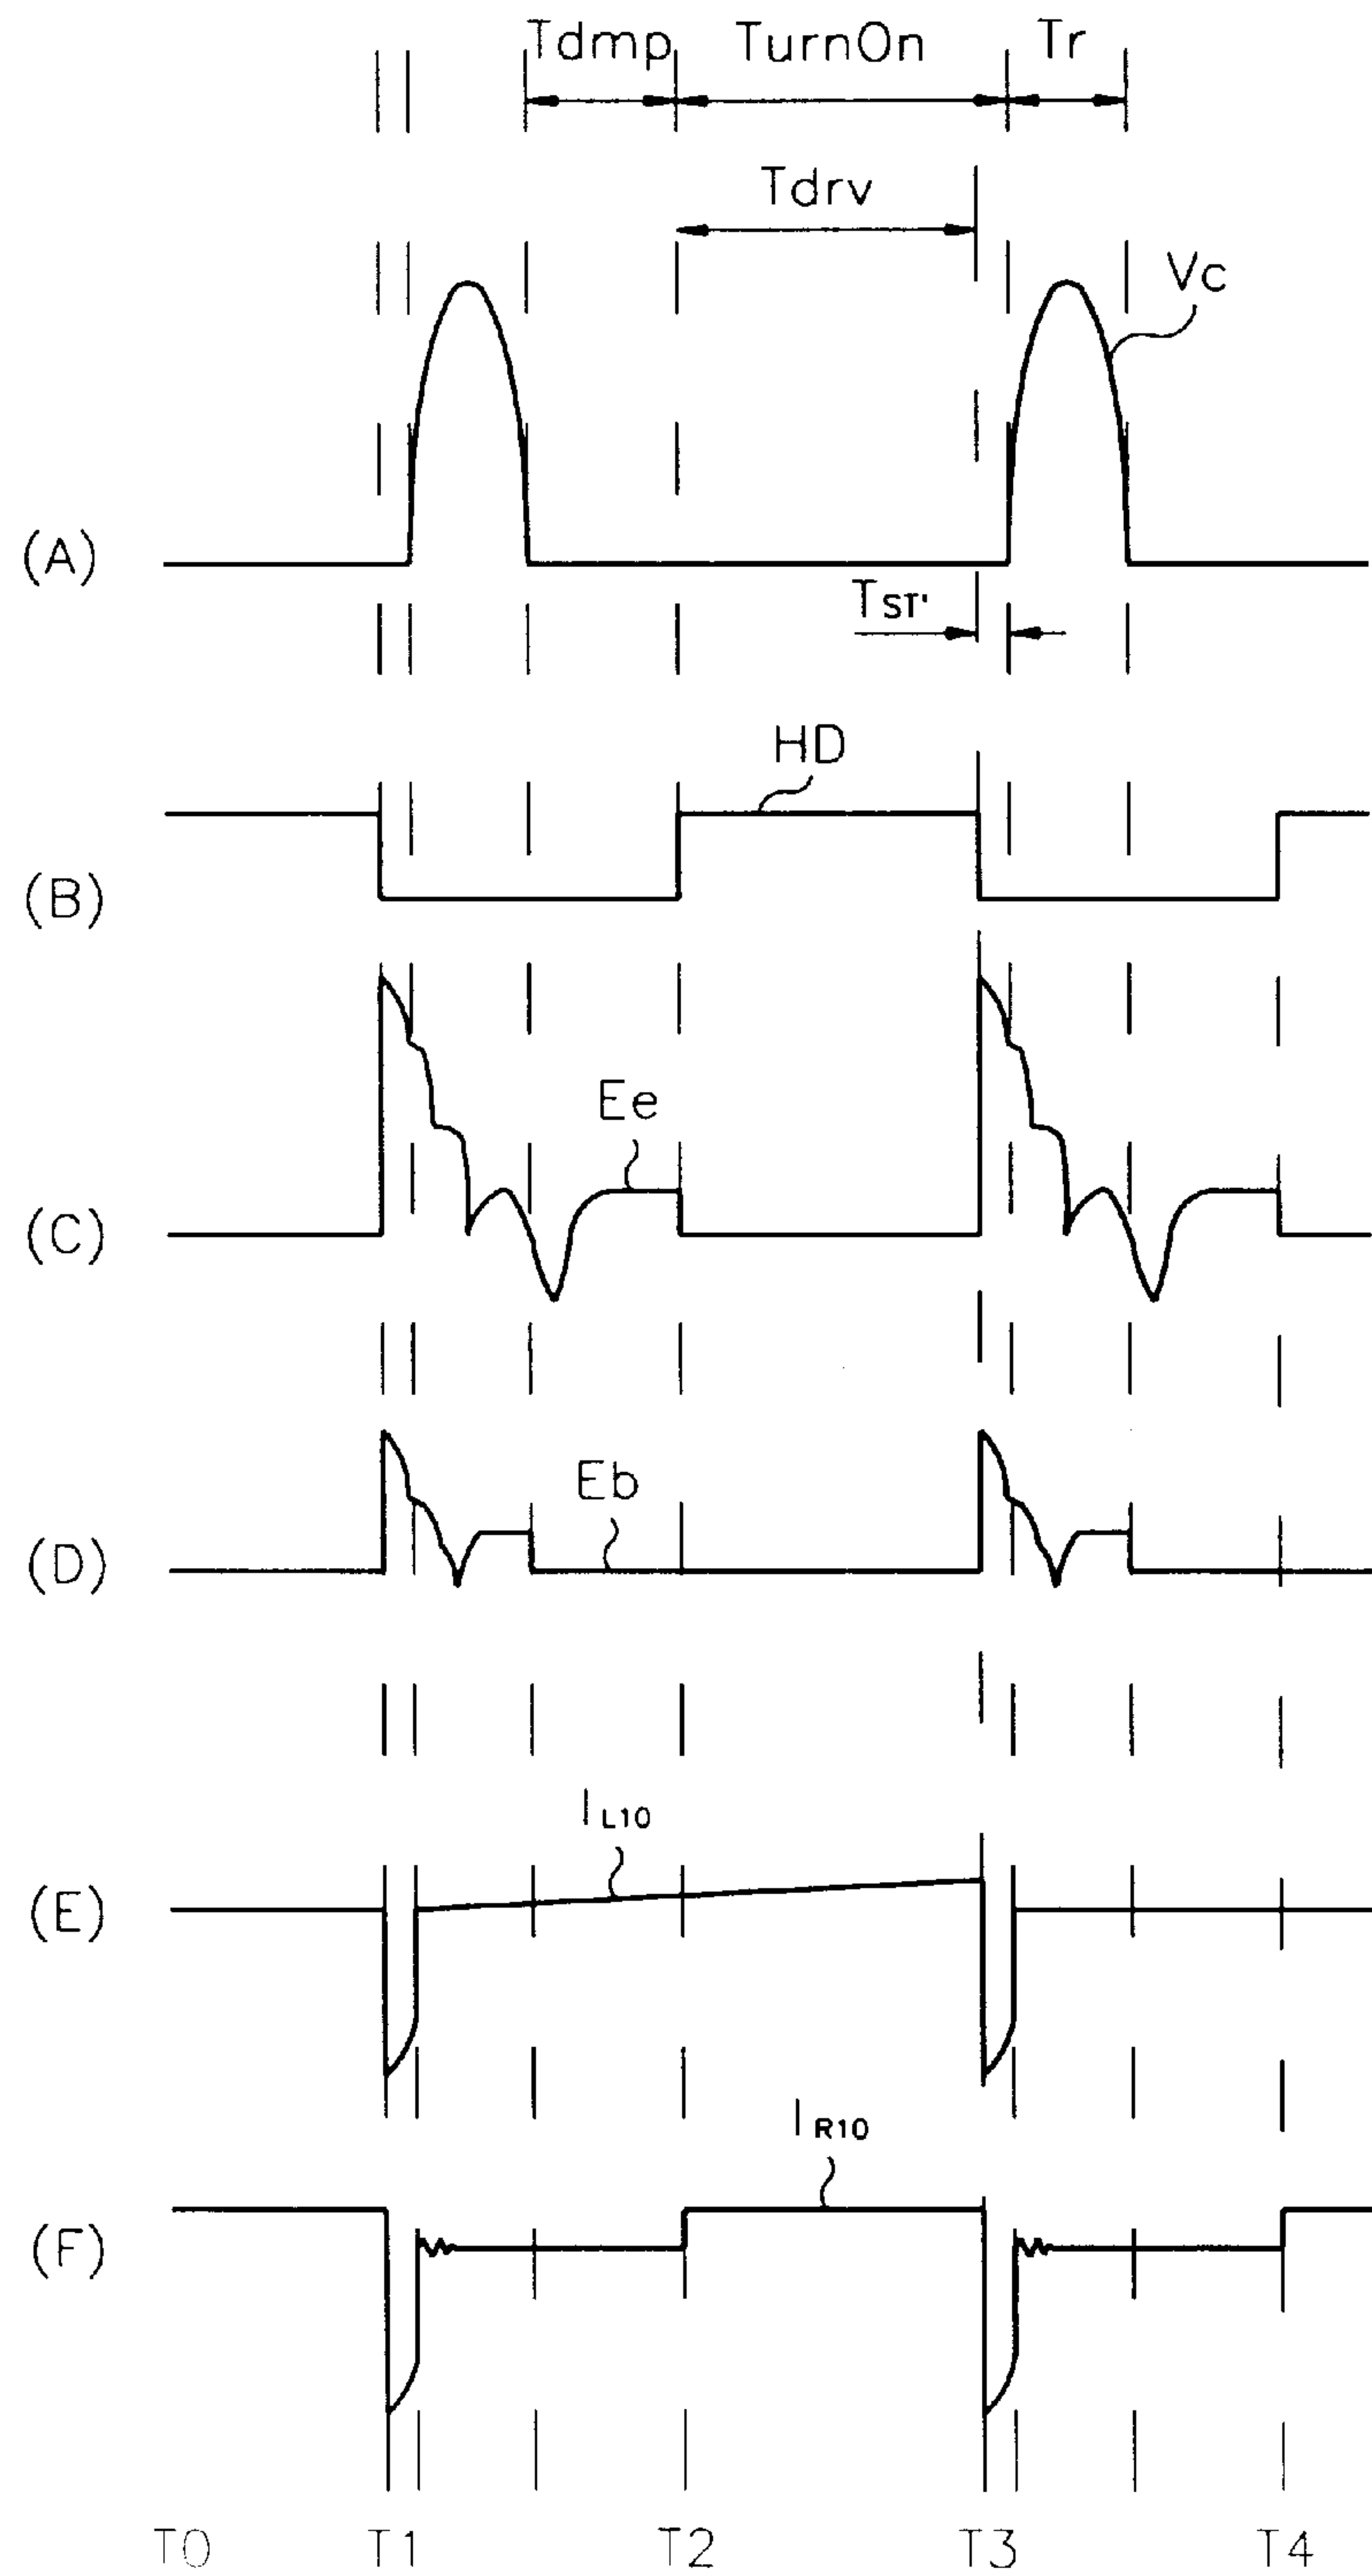 Tdmp TurnOn Tr
Tdrv
Vc
(A)
TST'
HD
(B)
Ee
(C)
Eb
(D)
IL10
(E)
IR10
(F)
T0 T1 T2 T3 T4